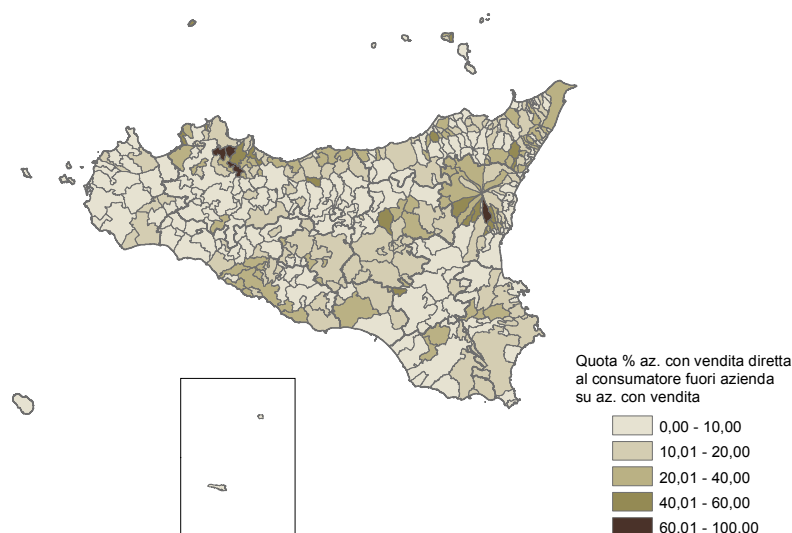 Quota % az. con vendita diretta
al consumatore fuori azienda
su az. con vendita
0,00 - 10,00
10,01 - 20,00
20,01 - 40,00
40,01 - 60,00
60,01 - 100,00